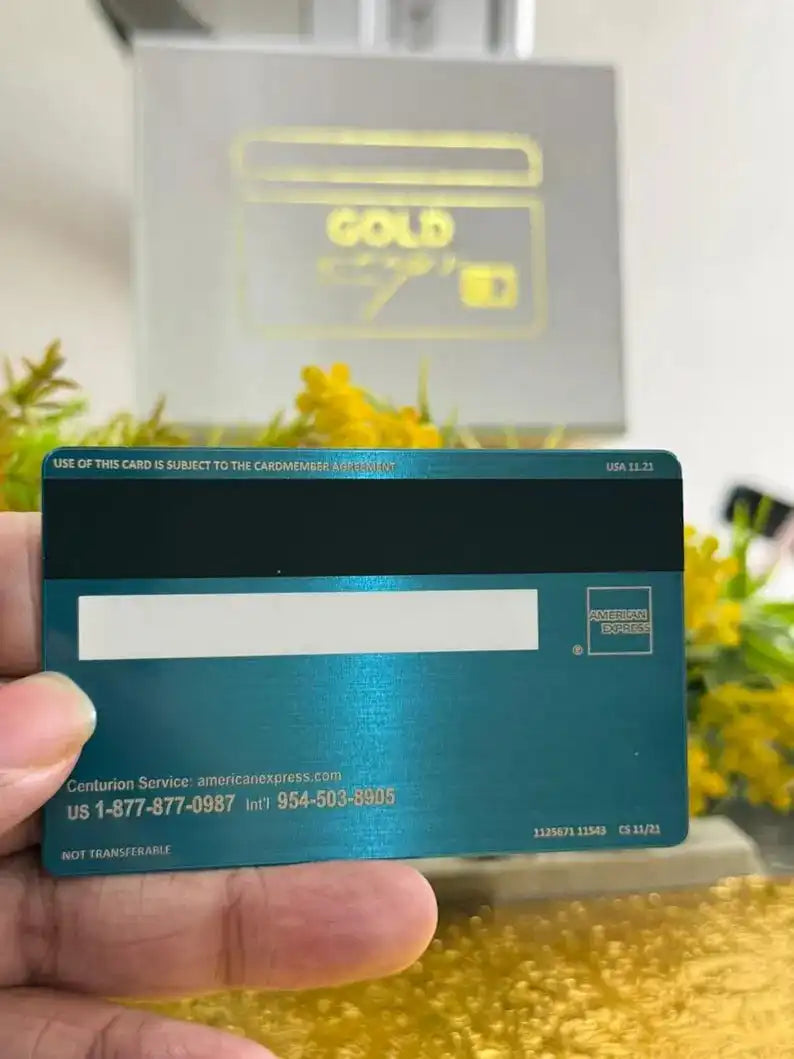 GOLD
USE OF THIS CARD IS SUBJECT TO THE CARDMEMBER AGREEMENT
USA 11.21
AMERICAN
EXPRESS
®
Centurion Service: americanexpress.com
US 1-877-877-0987 Int'l 954-503-8905
1125671 11543 CS 11/21
NOT TRANSFERABLE